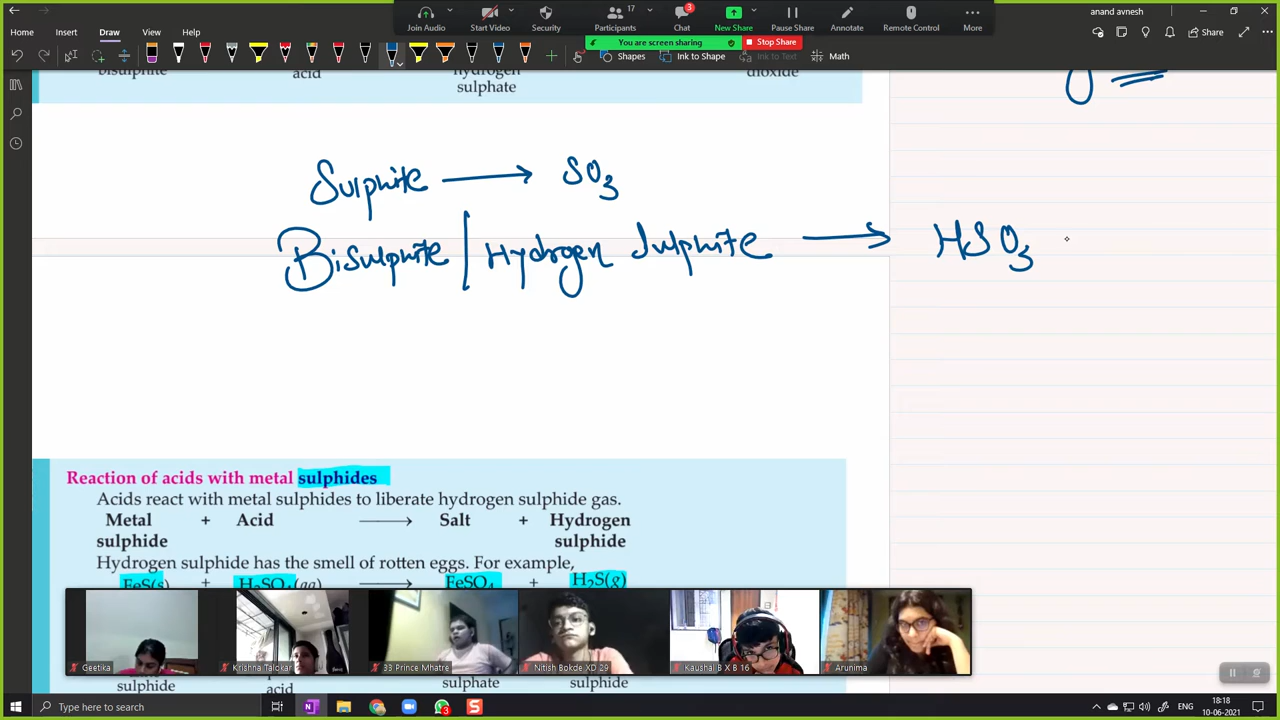 anand avnesh
Join Audio
Start Video
Security
17
Participants
3
Chat
New Share
Pause Share
Annotate
Remote Control
More
Home Insert Draw View Help
Share
You are screen sharing
Stop Share
Shapes Ink to Shape Ink to Text Math
bisulphite acid hydrogen dioxide
sulphate
Sulphite → SO3
BiSulphite | Hydrogen Sulphite → HSO3
Reaction of acids with metal sulphides
Acids react with metal sulphides to liberate hydrogen sulphide gas.
Metal + Acid ⟶ Salt + Hydrogen
sulphide sulphide
Hydrogen sulphide has the smell of rotten eggs. For example,
FeS(s) + H2SO4(aq) ⟶ FeSO4 + H2S(g)
Geetika
Krishna Talokar
33 Prince Mhatre
Nitish Bokde XD 29
Kaushal B X B 16
Arunima
sulphide acid sulphate sulphide
Type here to search
3
ENG
18:18
10-06-2021